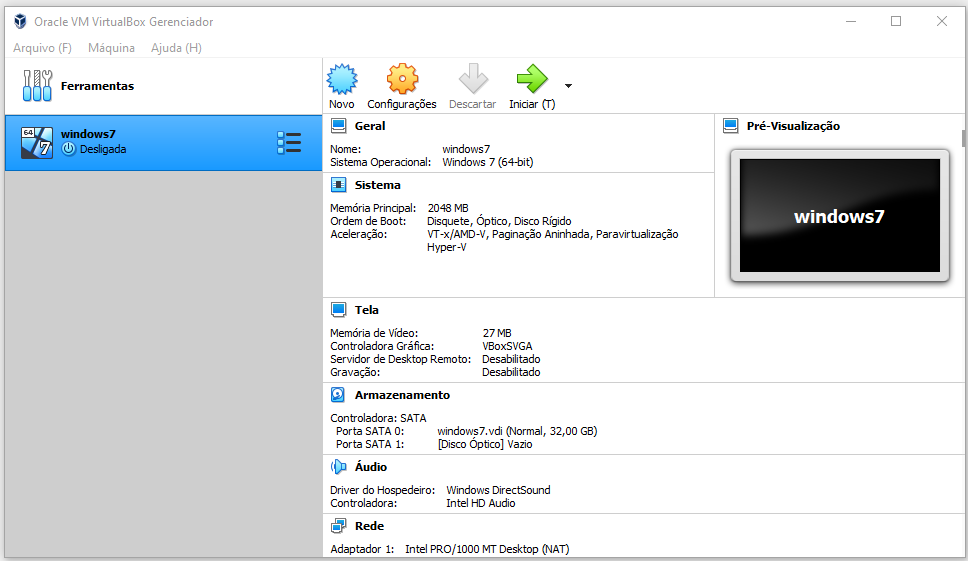 Oracle VM VirtualBox Gerenciador
Arquivo (F) Máquina Ajuda (H)
Ferramentas
Novo Configurações Descartar Iniciar (T)
64
7
windows7
Desligada
Geral
Nome: windows7
Sistema Operacional: Windows 7 (64-bit)
Pré-Visualização
windows7
Sistema
Memória Principal: 2048 MB
Ordem de Boot: Disquete, Óptico, Disco Rígido
Aceleração: VT-x/AMD-V, Paginação Aninhada, Paravirtualização
Hyper-V
Tela
Memória de Vídeo: 27 MB
Controladora Gráfica: VBoxSVGA
Servidor de Desktop Remoto: Desabilitado
Gravação: Desabilitado
Armazenamento
Controladora: SATA
Porta SATA 0: windows7.vdi (Normal, 32,00 GB)
Porta SATA 1: [Disco Óptico] Vazio
Áudio
Driver do Hospedeiro: Windows DirectSound
Controladora: Intel HD Audio
Rede
Adaptador 1: Intel PRO/1000 MT Desktop (NAT)